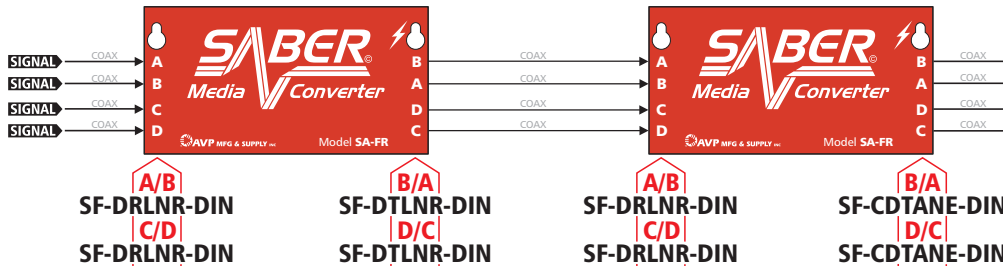 SIGNAL COAX A
SIGNAL COAX B
SIGNAL COAX C
SIGNAL COAX D
SABER©
Media Converter
AVP MFG & SUPPLY INC Model SA-FR
B COAX A
A COAX B
D COAX C
C COAX D
SABER©
Media Converter
AVP MFG & SUPPLY INC Model SA-FR
B COAX
A COAX
D COAX
C COAX
A/B
SF-DRLNR-DIN
C/D
SF-DRLNR-DIN
B/A
SF-DTLNR-DIN
D/C
SF-DTLNR-DIN
A/B
SF-DRLNR-DIN
C/D
SF-DRLNR-DIN
B/A
SF-CDTANE-DIN
D/C
SF-CDTANE-DIN